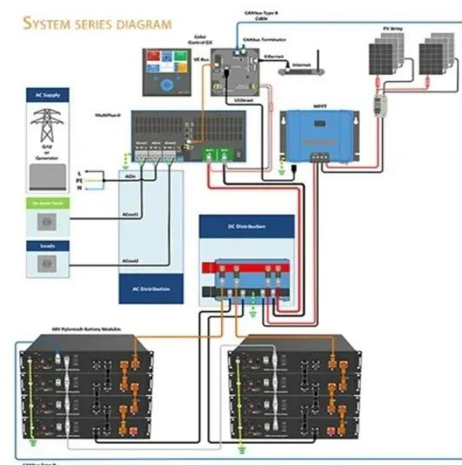 SYSTEM SERIES DIAGRAM
CANbus Type B
Cable
Color
Control GX
CANbus Terminator
VE Bus
Ethernet
Internet
PV Array
AC Supply
Grid
or
Generator
MultiPlus-II
VE.Direct
MPPT
L
PE
N
ACin
ACout1
Loads
ACout2
AC Distribution
DC Distribution
48V Pylontech Battery Modules
CANbus Type B